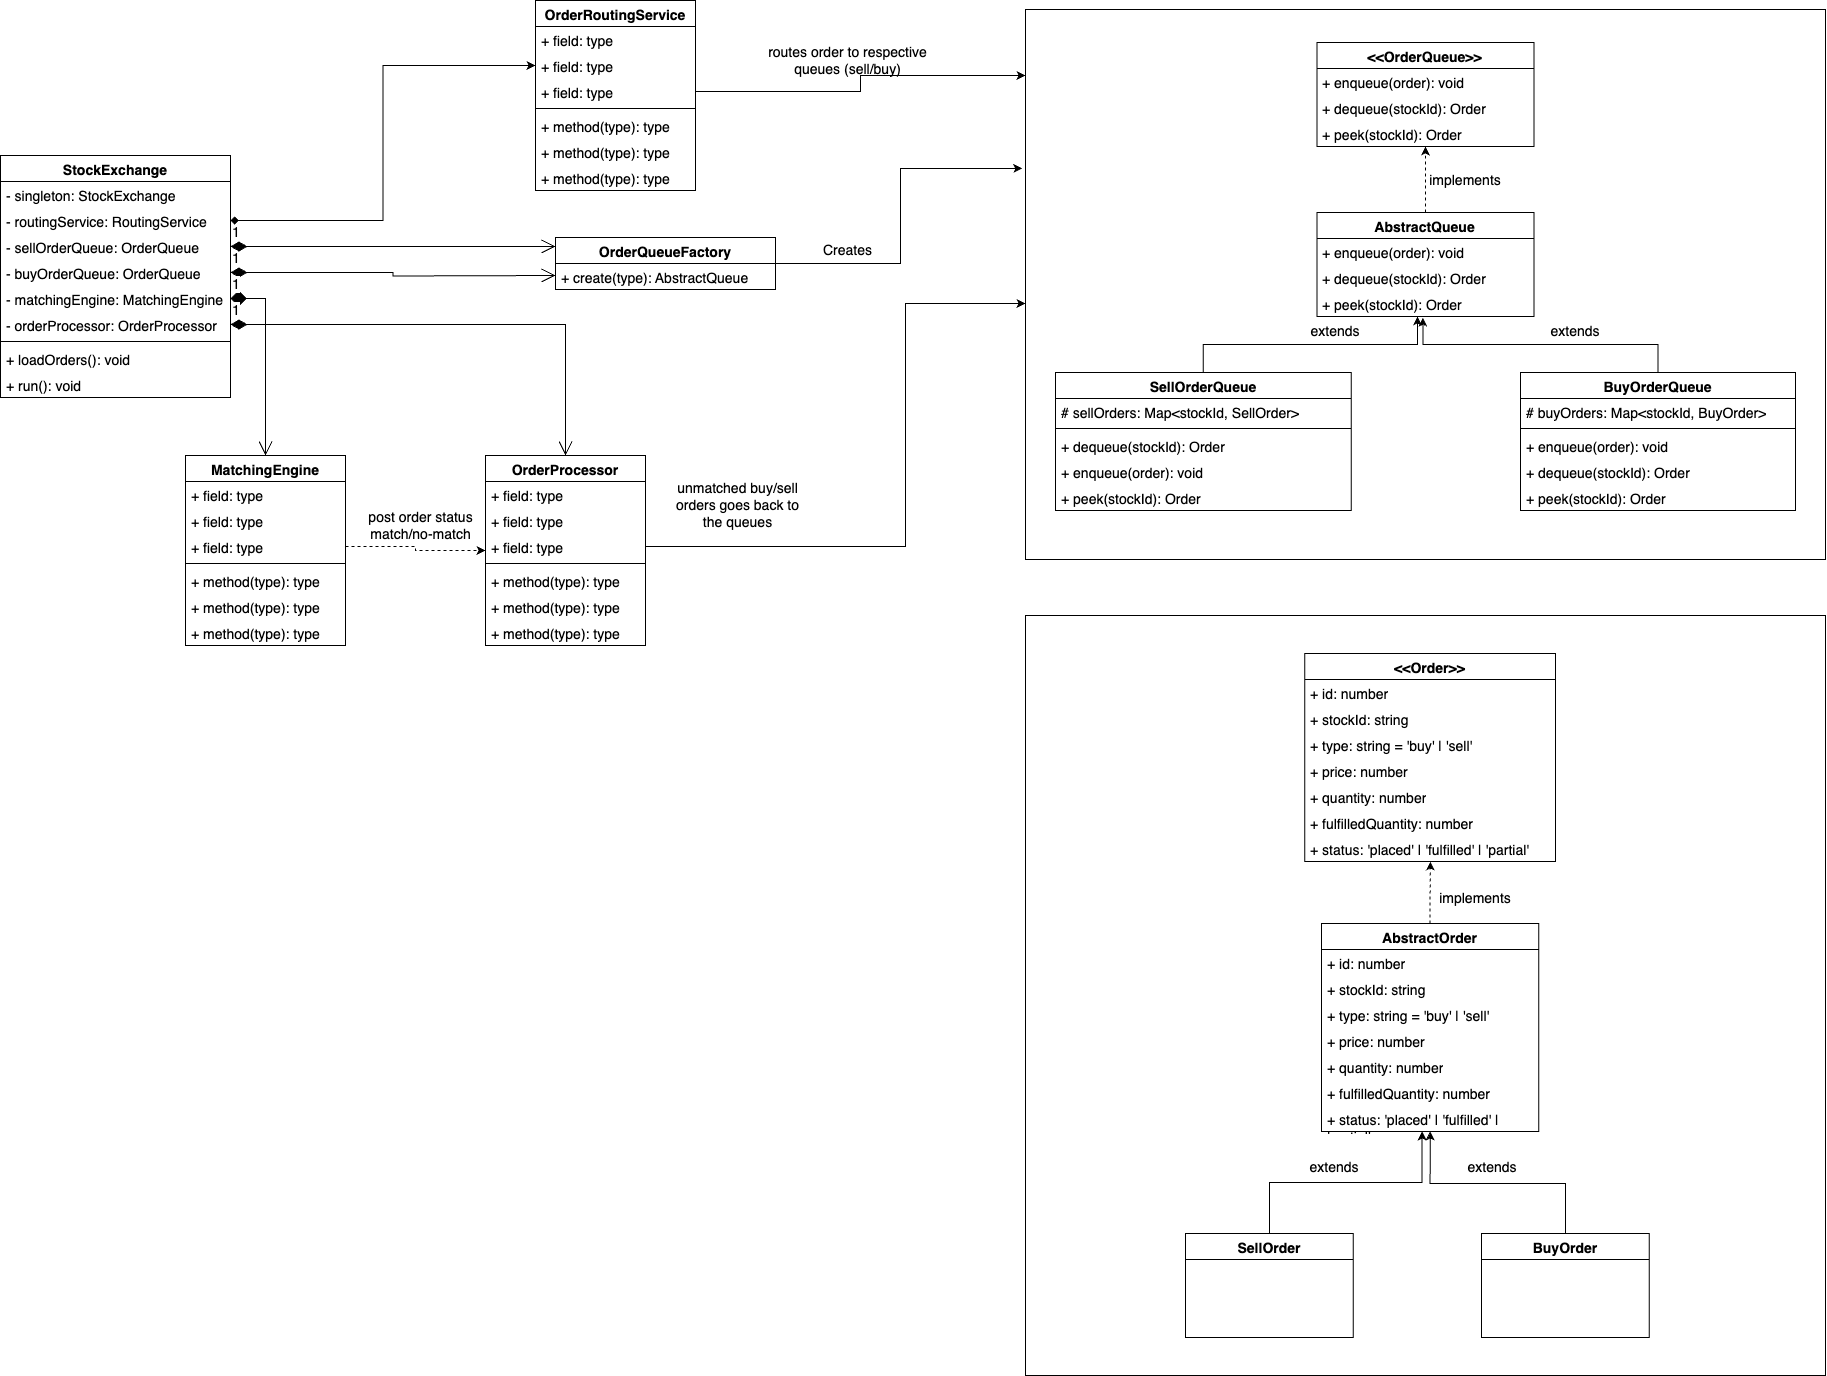 OrderRoutingService
+ field: type
+ field: type
+ field: type
+ method(type): type
+ method(type): type
+ method(type): type
routes order to respective
queues (sell/buy)
StockExchange
- singleton: StockExchange
- routingService: RoutingService
- sellOrderQueue: OrderQueue
- buyOrderQueue: OrderQueue
- matchingEngine: MatchingEngine
- orderProcessor: OrderProcessor
+ loadOrders(): void
+ run(): void
1
1
1
1
OrderQueueFactory
+ create(type): AbstractQueue
Creates
MatchingEngine
+ field: type
+ field: type
+ field: type
+ method(type): type
+ method(type): type
+ method(type): type
post order status
match/no-match
OrderProcessor
+ field: type
+ field: type
+ field: type
+ method(type): type
+ method(type): type
+ method(type): type
unmatched buy/sell
orders goes back to
the queues
<<OrderQueue>>
+ enqueue(order): void
+ dequeue(stockId): Order
+ peek(stockId): Order
implements
AbstractQueue
+ enqueue(order): void
+ dequeue(stockId): Order
+ peek(stockId): Order
extends
extends
SellOrderQueue
# sellOrders: Map<stockId, SellOrder>
+ dequeue(stockId): Order
+ enqueue(order): void
+ peek(stockId): Order
BuyOrderQueue
# buyOrders: Map<stockId, BuyOrder>
+ enqueue(order): void
+ dequeue(stockId): Order
+ peek(stockId): Order
<<Order>>
+ id: number
+ stockId: string
+ type: string = 'buy' | 'sell'
+ price: number
+ quantity: number
+ fulfilledQuantity: number
+ status: 'placed' | 'fulfilled' | 'partial'
implements
AbstractOrder
+ id: number
+ stockId: string
+ type: string = 'buy' | 'sell'
+ price: number
+ quantity: number
+ fulfilledQuantity: number
+ status: 'placed' | 'fulfilled' |
extends
extends
SellOrder
BuyOrder